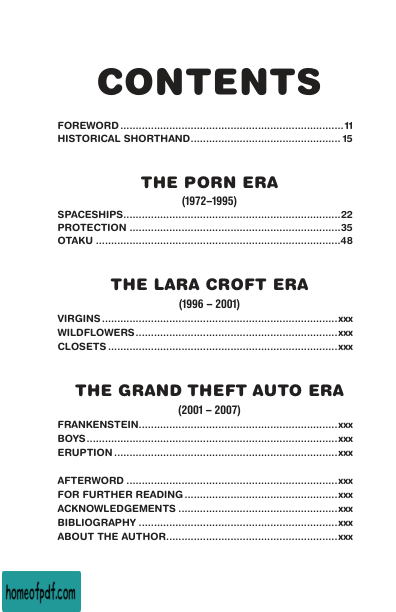 CONTENTS
FOREWORD..........................................................................11
HISTORICAL SHORTHAND.................................................. 15
THE PORN ERA
(1972–1995)
SPACESHIPS........................................................................22
PROTECTION ......................................................................35
OTAKU .................................................................................48
THE LARA CROFT ERA
(1996 – 2001)
VIRGINS..............................................................................xxx
WILDFLOWERS...................................................................xxx
CLOSETS............................................................................xxx
THE GRAND THEFT AUTO ERA
(2001 – 2007)
FRANKENSTEIN..................................................................xxx
BOYS...................................................................................xxx
ERUPTION..........................................................................xxx
AFTERWORD ......................................................................xxx
FOR FURTHER READING...................................................xxx
ACKNOWLEDGEMENTS .....................................................xxx
BIBLIOGRAPHY ..................................................................xxx
ABOUT THE AUTHOR.........................................................xxx
homeofpdf.com